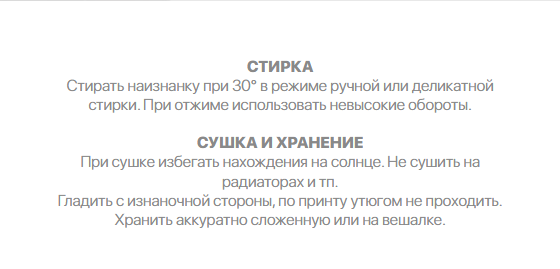 СТИРКА
Стирать наизнанку при 30° в режиме ручной или деликатной
стирки. При отжиме использовать невысокие обороты.
СУШКА И ХРАНЕНИЕ
При сушке избегать нахождения на солнце. Не сушить на
радиаторах и тп.
Гладить с изнаночной стороны, по принту утюгом не проходить.
Хранить аккуратно сложенную или на вешалке.